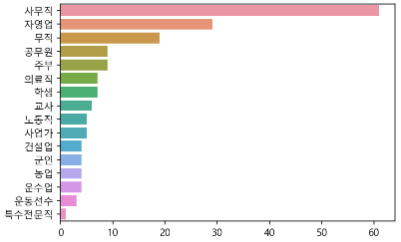 사무직
자영업
무직
공무원
주부
의료직
학생
교사
노동직
사업가
건설업
군인
농업
운수업
운동선수
특수전문직
0 10 20 30 40 50 60